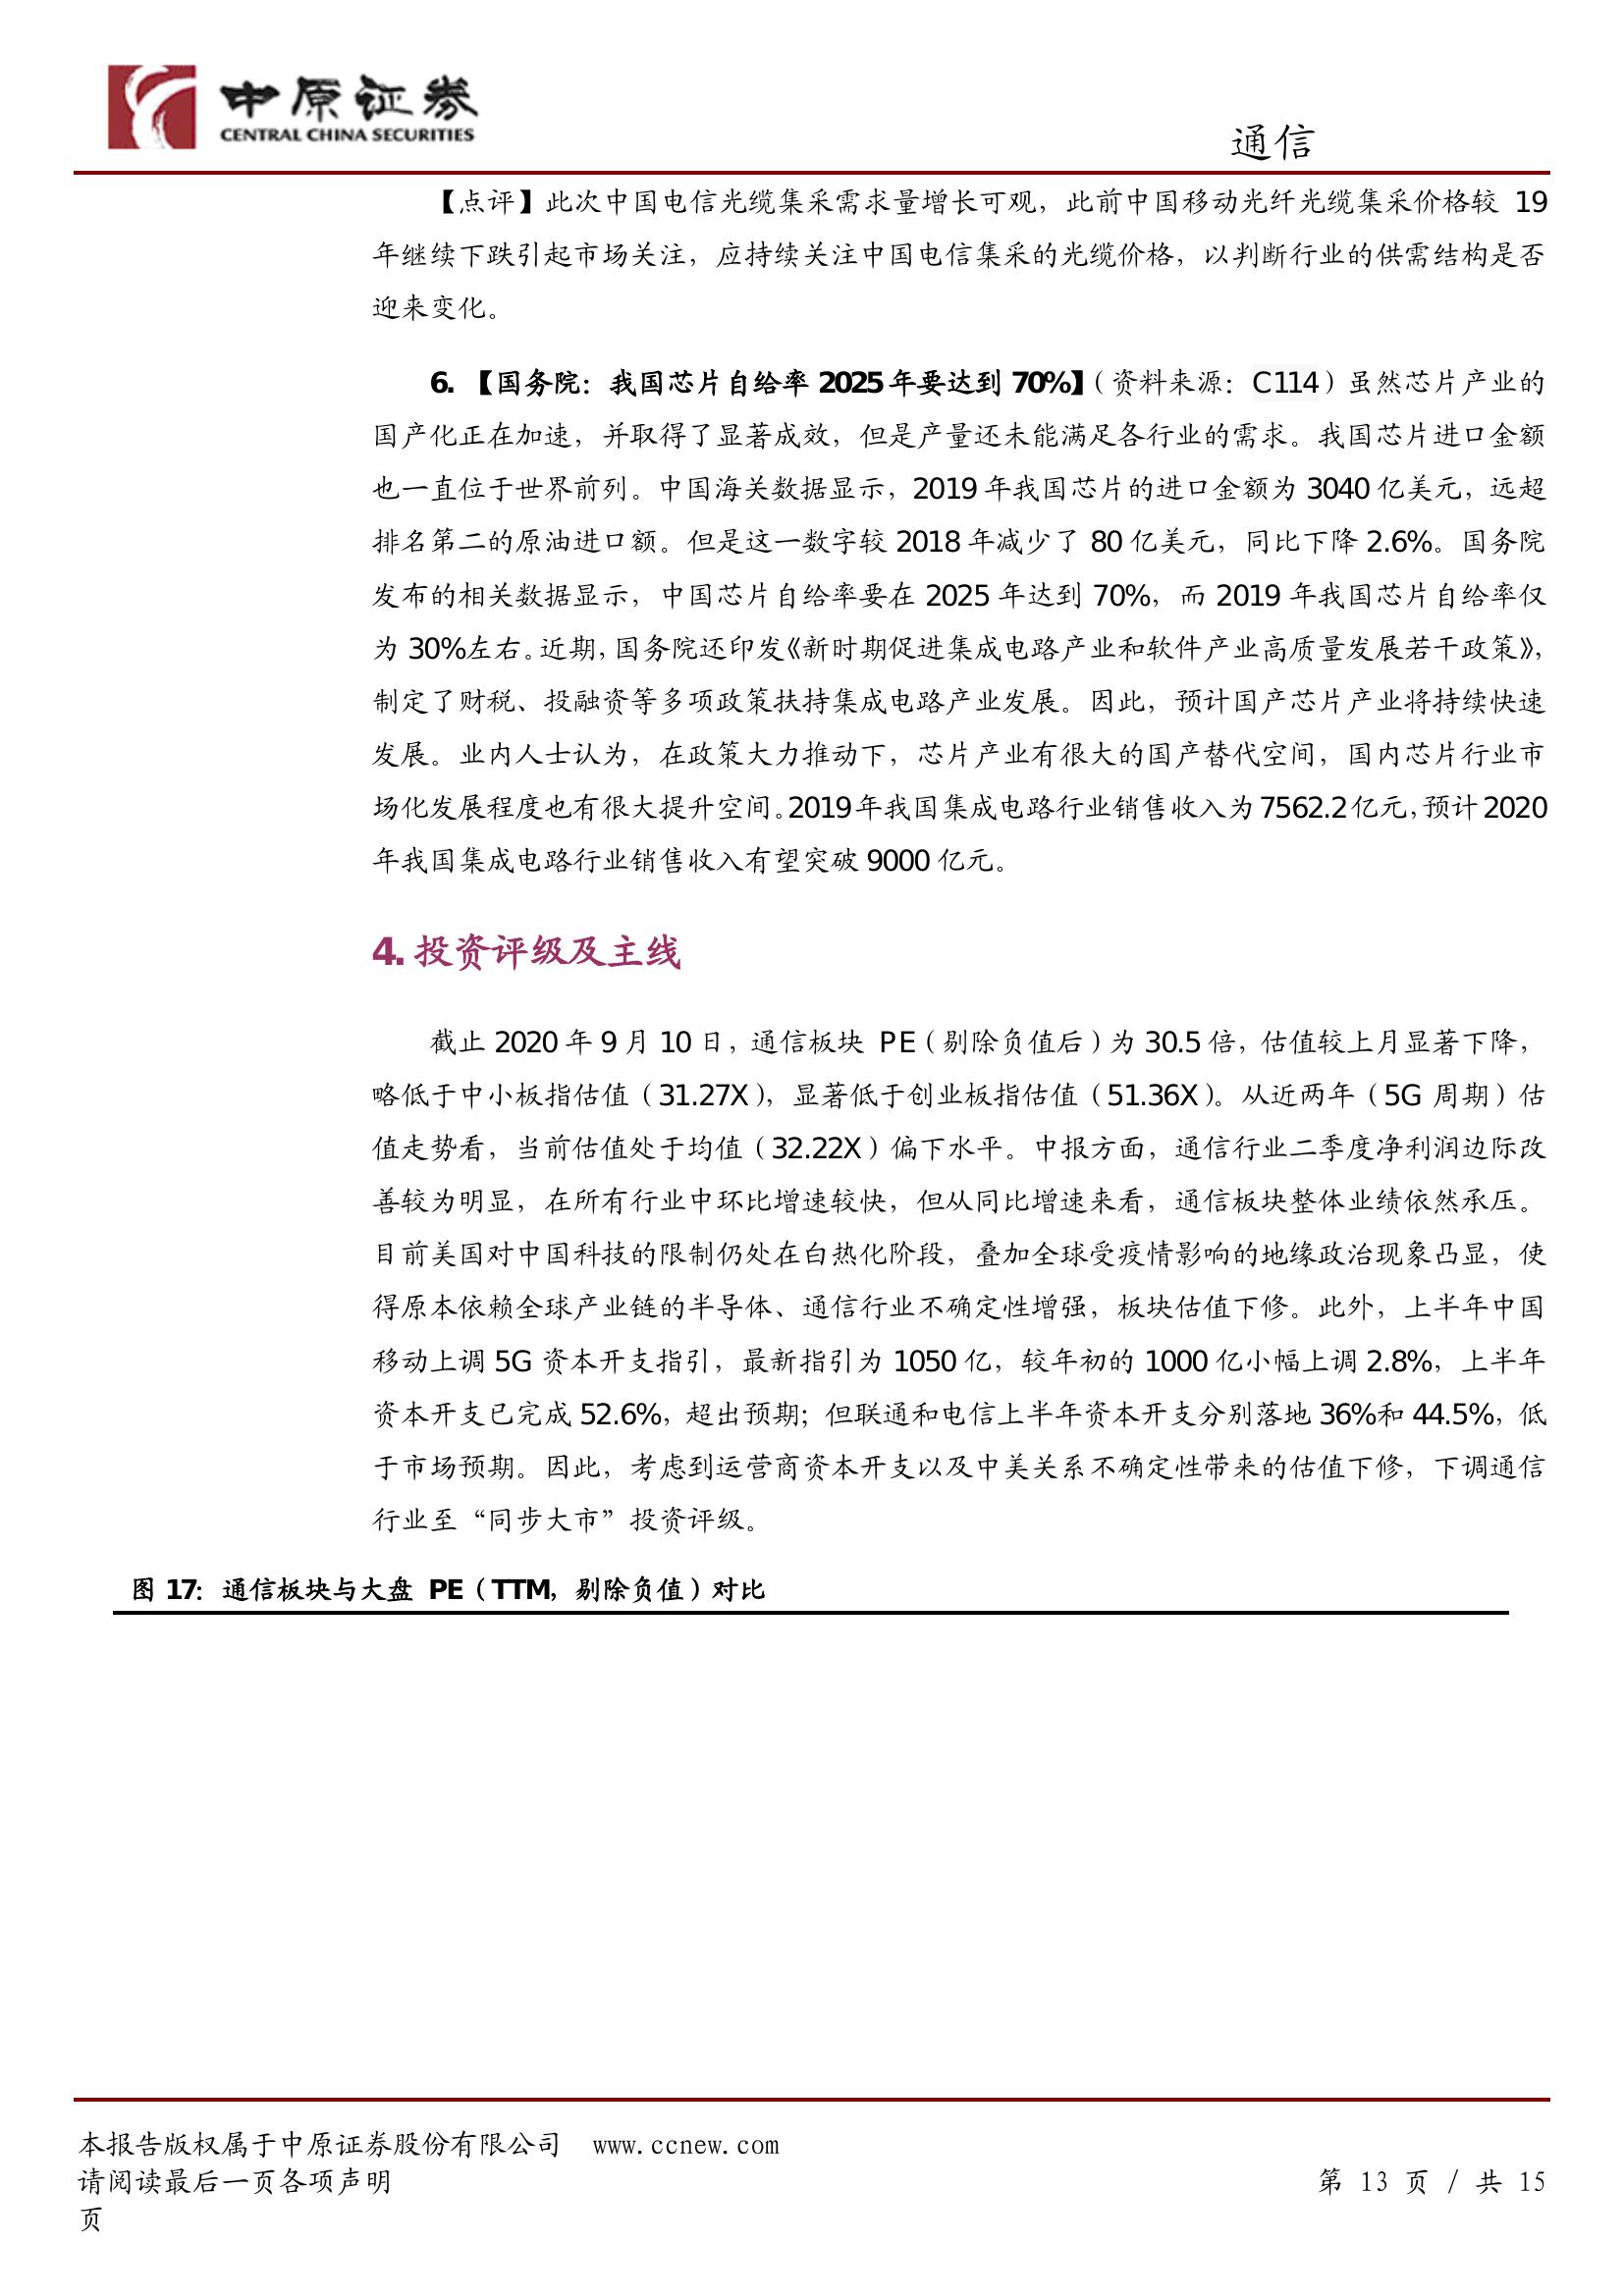 中原证券
CENTRAL CHINA SECURITIES
通信
【点评】此次中国电信光缆集采需求量增长可观，此前中国移动光纤光缆集采价格较 19
年继续下跌引起市场关注，应持续关注中国电信集采的光缆价格，以判断行业的供需结构是否
迎来变化。
6. 【国务院：我国芯片自给率 2025 年要达到 70%】（资料来源：C114）虽然芯片产业的
国产化正在加速，并取得了显著成效，但是产量还未能满足各行业的需求。我国芯片进口金额
也一直位于世界前列。中国海关数据显示，2019 年我国芯片的进口金额为 3040 亿美元，远超
排名第二的原油进口额。但是这一数字较 2018 年减少了 80 亿美元，同比下降 2.6%。国务院
发布的相关数据显示，中国芯片自给率要在 2025 年达到 70%，而 2019 年我国芯片自给率仅
为 30%左右。近期，国务院还印发《新时期促进集成电路产业和软件产业高质量发展若干政策》，
制定了财税、投融资等多项政策扶持集成电路产业发展。因此，预计国产芯片产业将持续快速
发展。业内人士认为，在政策大力推动下，芯片产业有很大的国产替代空间，国内芯片行业市
场化发展程度也有很大提升空间。2019 年我国集成电路行业销售收入为 7562.2 亿元，预计 2020
年我国集成电路行业销售收入有望突破 9000 亿元。
4. 投资评级及主线
截止 2020 年 9 月 10 日，通信板块 PE（剔除负值后）为 30.5 倍，估值较上月显著下降，
略低于中小板指估值（31.27X），显著低于创业板指估值（51.36X）。从近两年（5G 周期）估
值走势看，当前估值处于均值（32.22X）偏下水平。中报方面，通信行业二季度净利润边际改
善较为明显，在所有行业中环比增速较快，但从同比增速来看，通信板块整体业绩依然承压。
目前美国对中国科技的限制仍处在白热化阶段，叠加全球受疫情影响的地缘政治现象凸显，使
得原本依赖全球产业链的半导体、通信行业不确定性增强，板块估值下修。此外，上半年中国
移动上调 5G 资本开支指引，最新指引为 1050 亿，较年初的 1000 亿小幅上调 2.8%，上半年
资本开支已完成 52.6%，超出预期；但联通和电信上半年资本开支分别落地 36%和 44.5%，低
于市场预期。因此，考虑到运营商资本开支以及中美关系不确定性带来的估值下修，下调通信
行业至“同步大市”投资评级。
图 17：通信板块与大盘 PE（TTM，剔除负值）对比
本报告版权属于中原证券股份有限公司 www.ccnew.com
请阅读最后一页各项声明 第 13 页 / 共 15
页